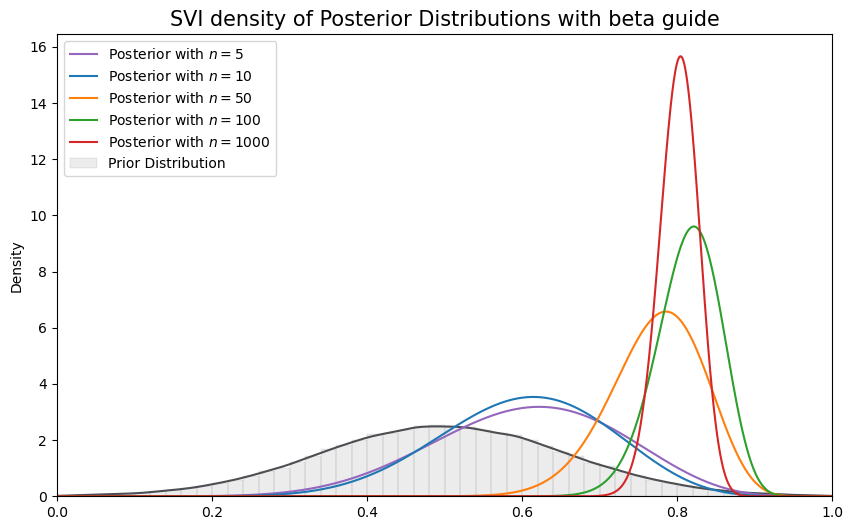 SVI density of Posterior Distributions with beta guide
Posterior with n = 5
Posterior with n = 10
Posterior with n = 50
Posterior with n = 100
Posterior with n = 1000
Prior Distribution
Density
16
14
12
10
8
6
4
2
0
0.0 0.2 0.4 0.6 0.8 1.0